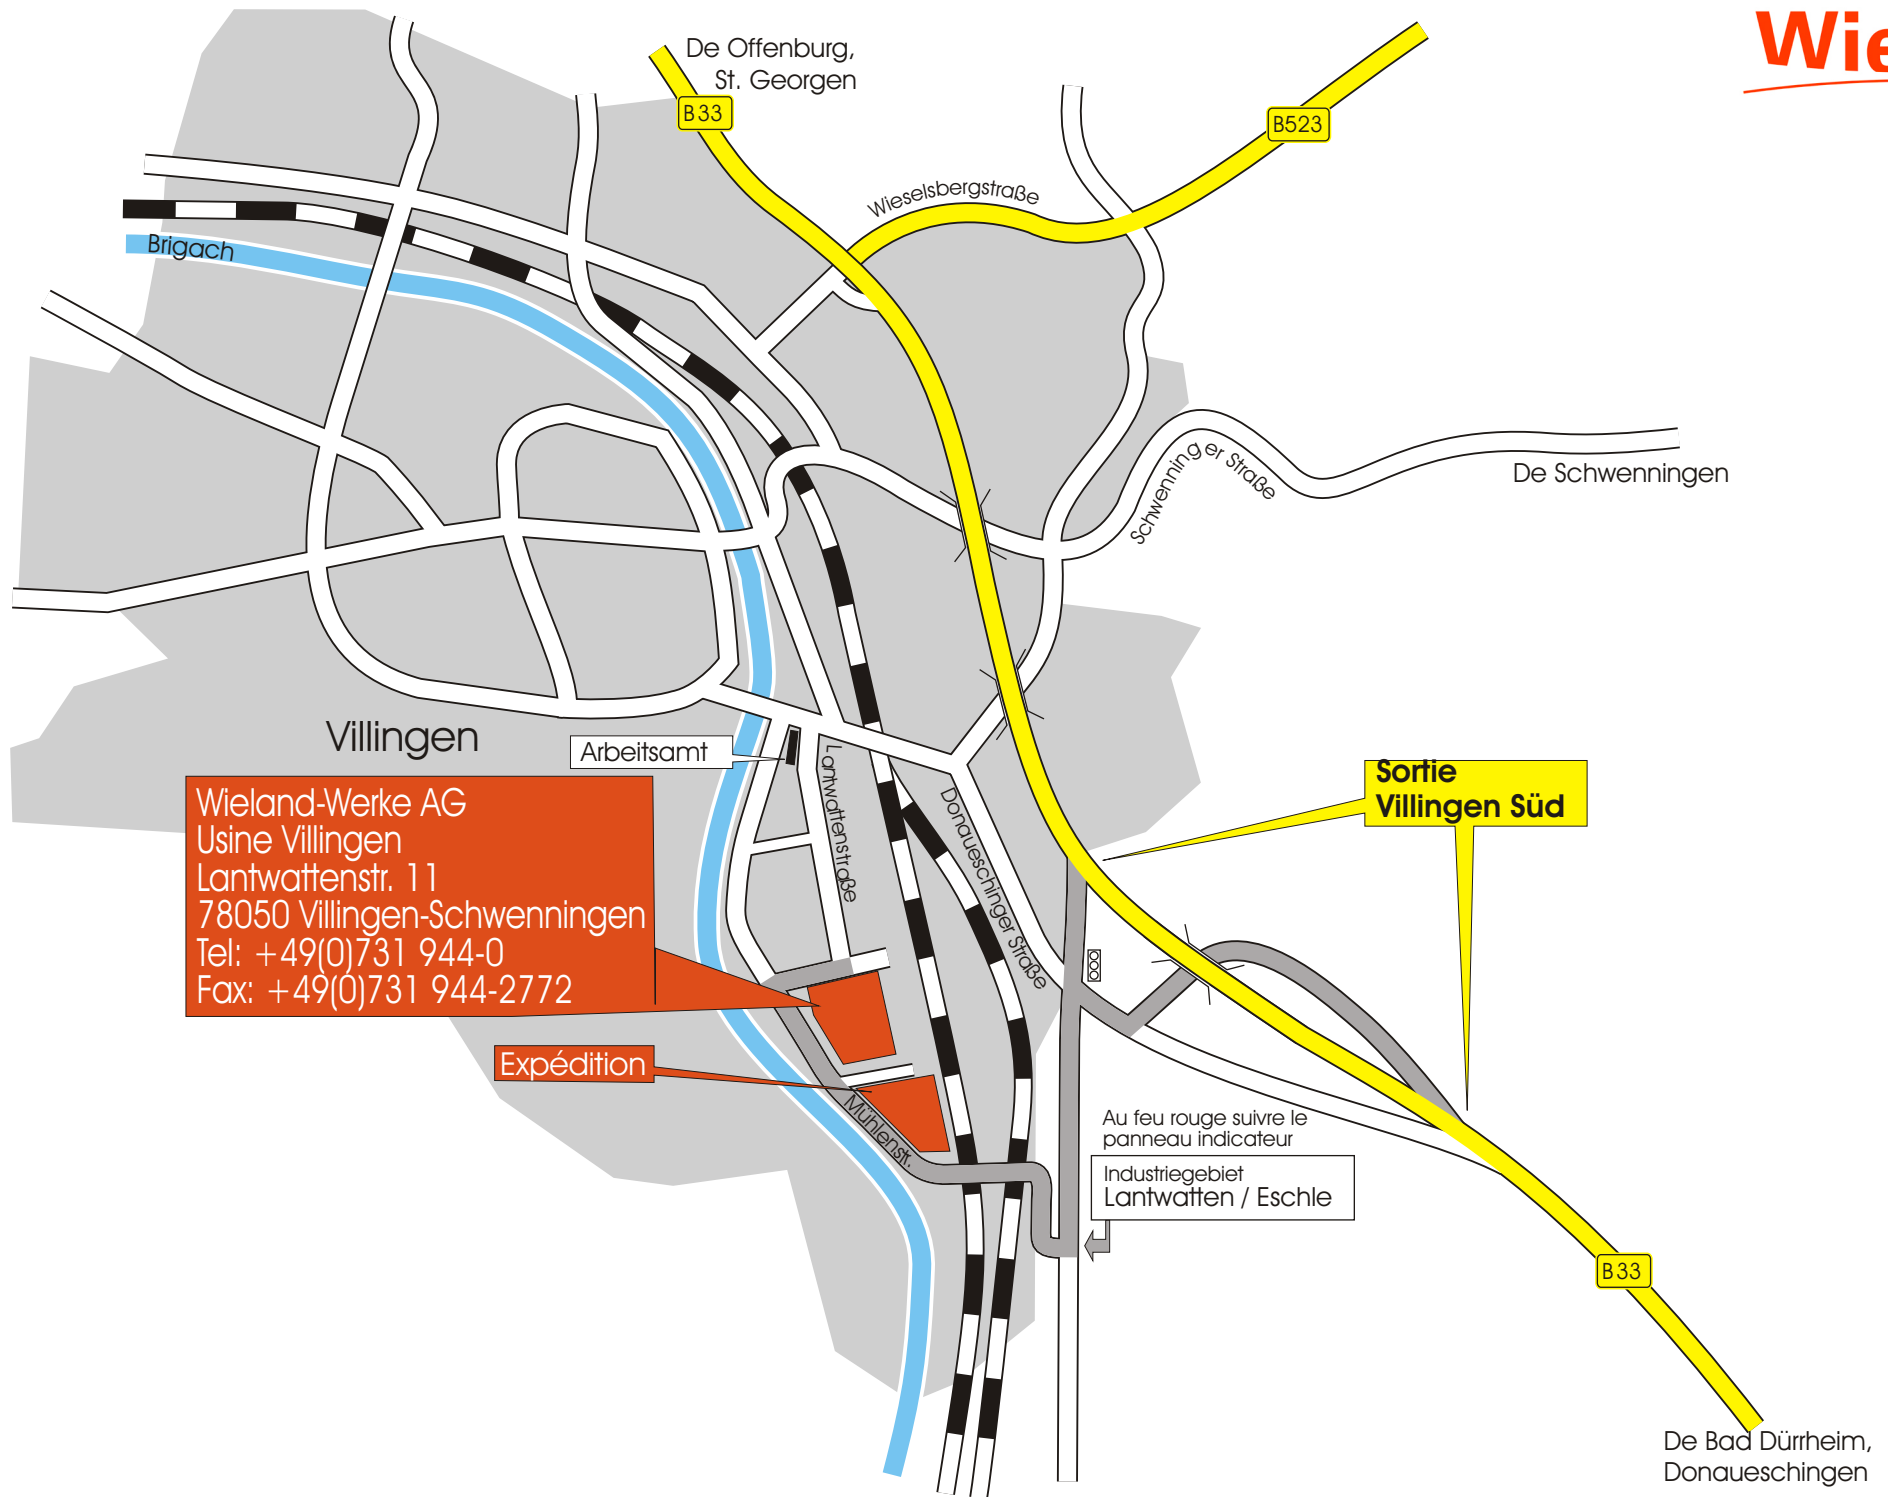 Wie
De Offenburg,
St. Georgen
B33
B523
Wieselsbergstraße
Brigach
De Schwenningen
Schwenninger Straße
Villingen
Arbeitsamt
Lantwattenstraße
Donaueschinger Straße
Sortie
Villingen Süd
Wieland-Werke AG
Usine Villingen
Lantwattenstr. 11
78050 Villingen-Schwenningen
Tel: +49(0)731 944-0
Fax: +49(0)731 944-2772
Expédition
Mühlenstr.
Au feu rouge suivre le
panneau indicateur
Industriegebiet
Lantwatten / Eschle
B33
De Bad Dürrheim,
Donaueschingen